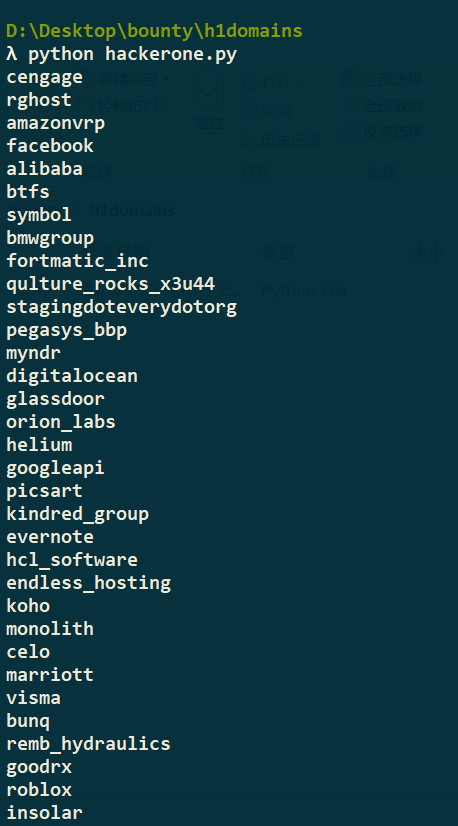 D:\Desktop\bounty\h1domains
λ python hackerone.py
cengage
rghost
amazonvrp
facebook
alibaba
btfs
symbol
bmwgroup
fortmatic_inc
qulture_rocks_x3u44
stagingdoteverydotorg
pegasys_bbp
myndr
digitalocean
glassdoor
orion_labs
helium
googleapi
picsart
kindred_group
evernote
hcl_software
endless_hosting
koho
monolith
celo
marriott
visma
bunq
remb_hydraulics
goodrx
roblox
insolar